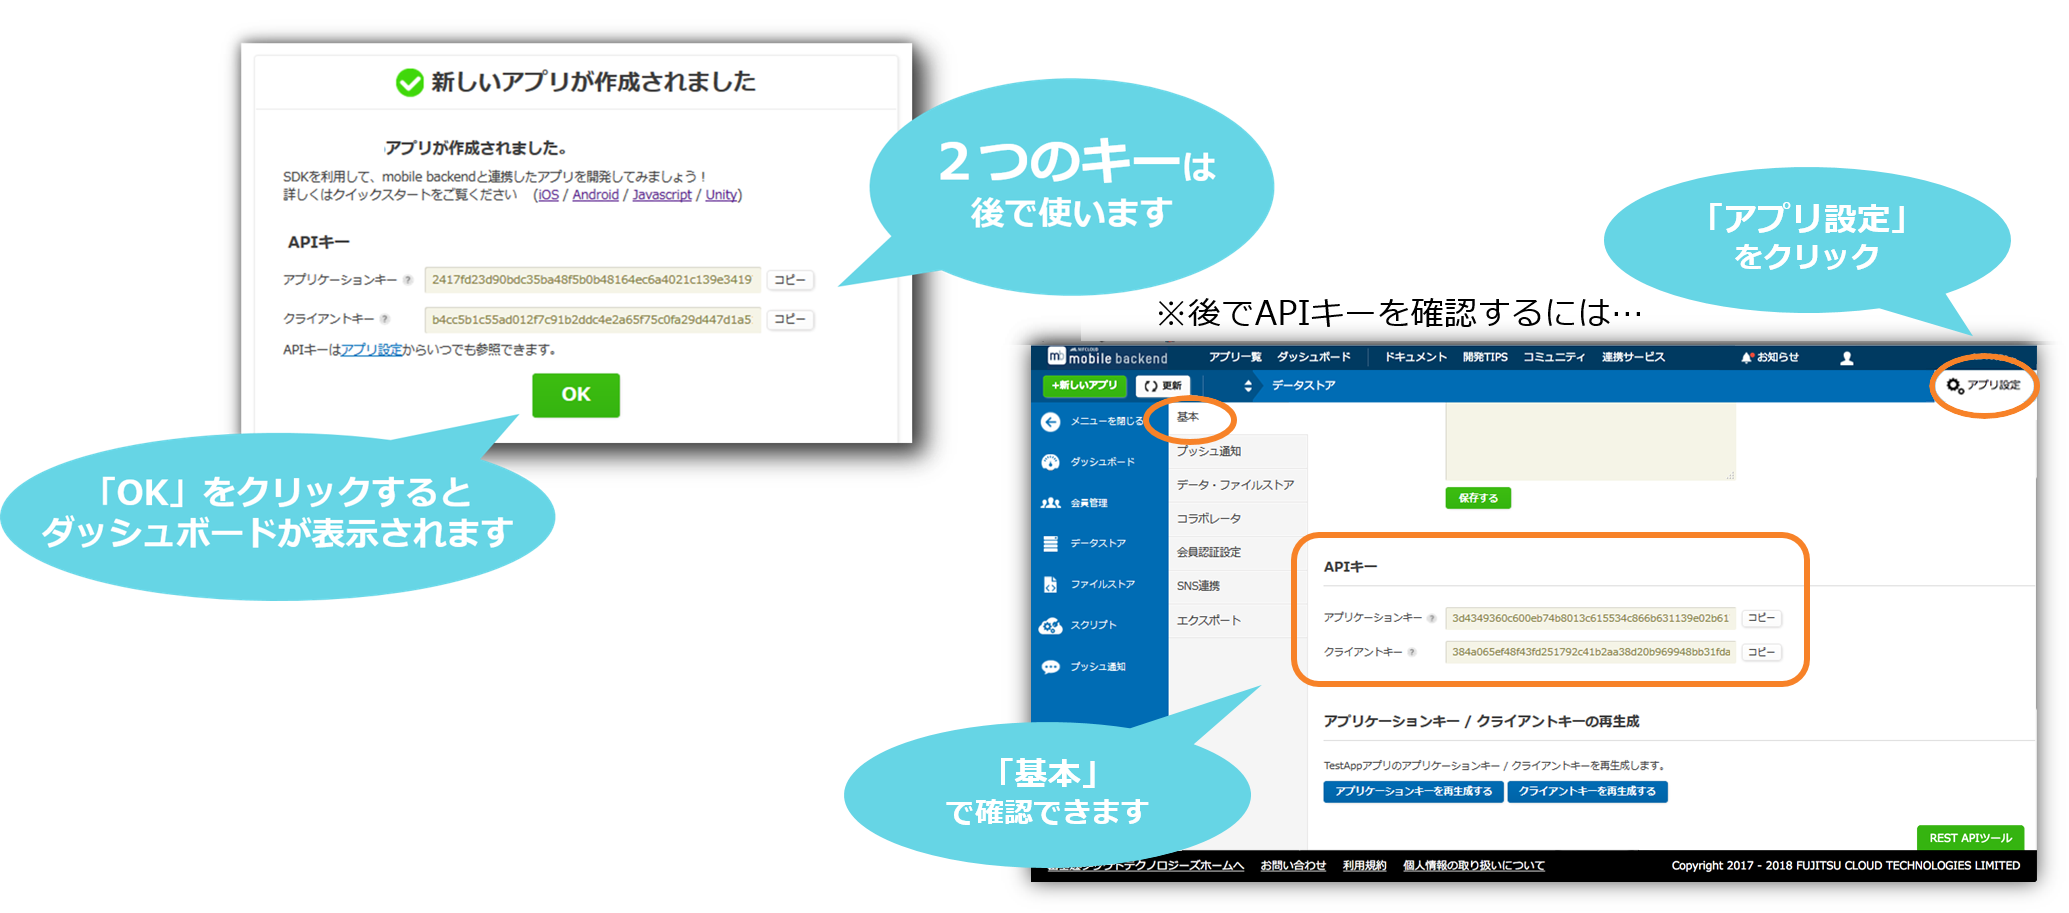 新しいアプリが作成されました
アプリが作成されました。
SDKを利用して、mobile backendと連携したアプリを開発してみましょう！
詳しくはクイックスタートをご覧ください　(iOS / Android / Javascript / Unity)
APIキー
アプリケーションキー ? 2417fd23d90bdc35ba48f5b0b48164ec6a4021c139e3419 コピー
クライアントキー ? b4cc5b1c55ad012f7c91b2ddc4e2a65f75c0fa29d447d1a5 コピー
APIキーはアプリ設定からいつでも参照できます。
OK
２つのキーは
後で使います
「OK」をクリックすると
ダッシュボードが表示されます
「アプリ設定」
をクリック
※後でAPIキーを確認するには…
mb NIFCLOUD mobile backend アプリ一覧 ダッシュボード ドキュメント 開発TIPS コミュニティ 連携サービス お知らせ
+新しいアプリ 更新 データストア アプリ設定
メニューを閉じる
ダッシュボード
会員管理
データストア
ファイルストア
スクリプト
プッシュ通知
基本
プッシュ通知
データ・ファイルストア
コラボレータ
会員認証設定
SNS連携
エクスポート
保存する
APIキー
アプリケーションキー ? 3d4349360c600eb74b8013c615534c866b631139e02b61 コピー
クライアントキー ? 384a065ef48f43fd251792c41b2aa38d20b969948bb31fda コピー
アプリケーションキー / クライアントキーの再生成
TestAppアプリのアプリケーションキー / クライアントキーを再生成します。
アプリケーションキーを再生成する クライアントキーを再生成する
「基本」
で確認できます
REST APIツール
クラウドテクノロジーズホームへ お問い合わせ 利用規約 個人情報の取り扱いについて Copyright 2017 - 2018 FUJITSU CLOUD TECHNOLOGIES LIMITED